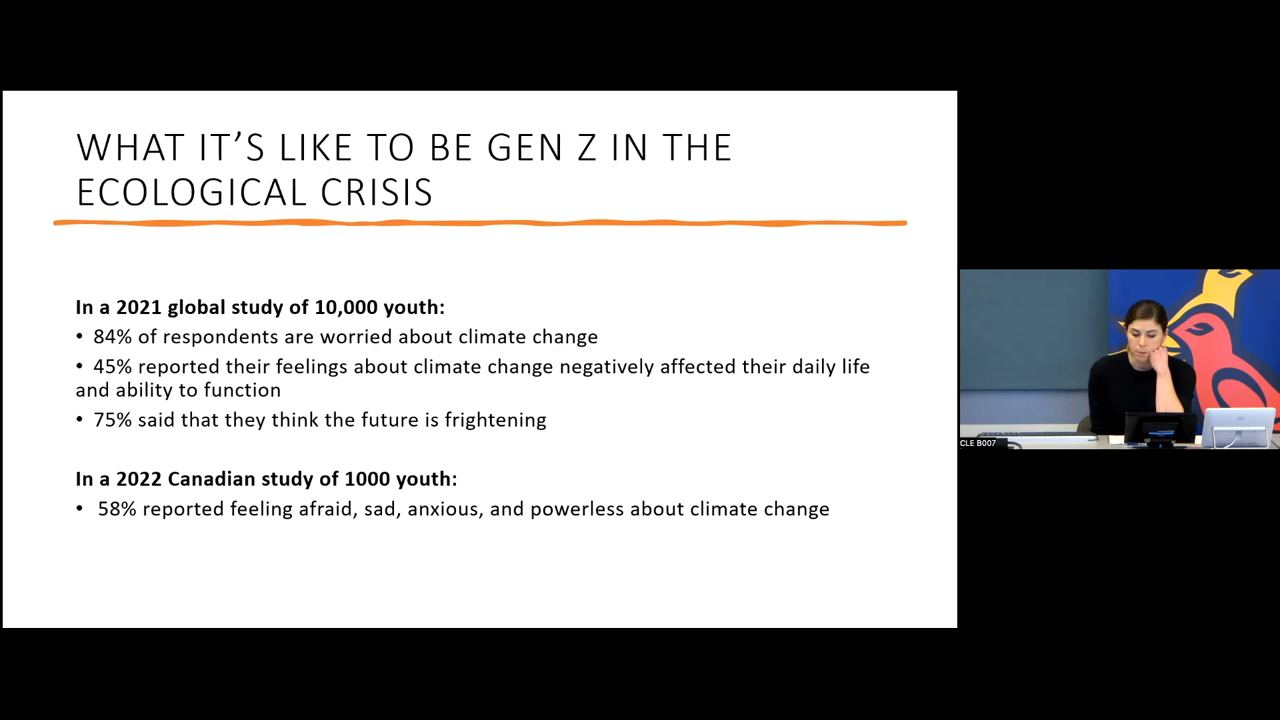 WHAT IT’S LIKE TO BE GEN Z IN THE
ECOLOGICAL CRISIS
In a 2021 global study of 10,000 youth:
• 84% of respondents are worried about climate change
• 45% reported their feelings about climate change negatively affected their daily life
and ability to function
• 75% said that they think the future is frightening
In a 2022 Canadian study of 1000 youth:
• 58% reported feeling afraid, sad, anxious, and powerless about climate change
CLE B007